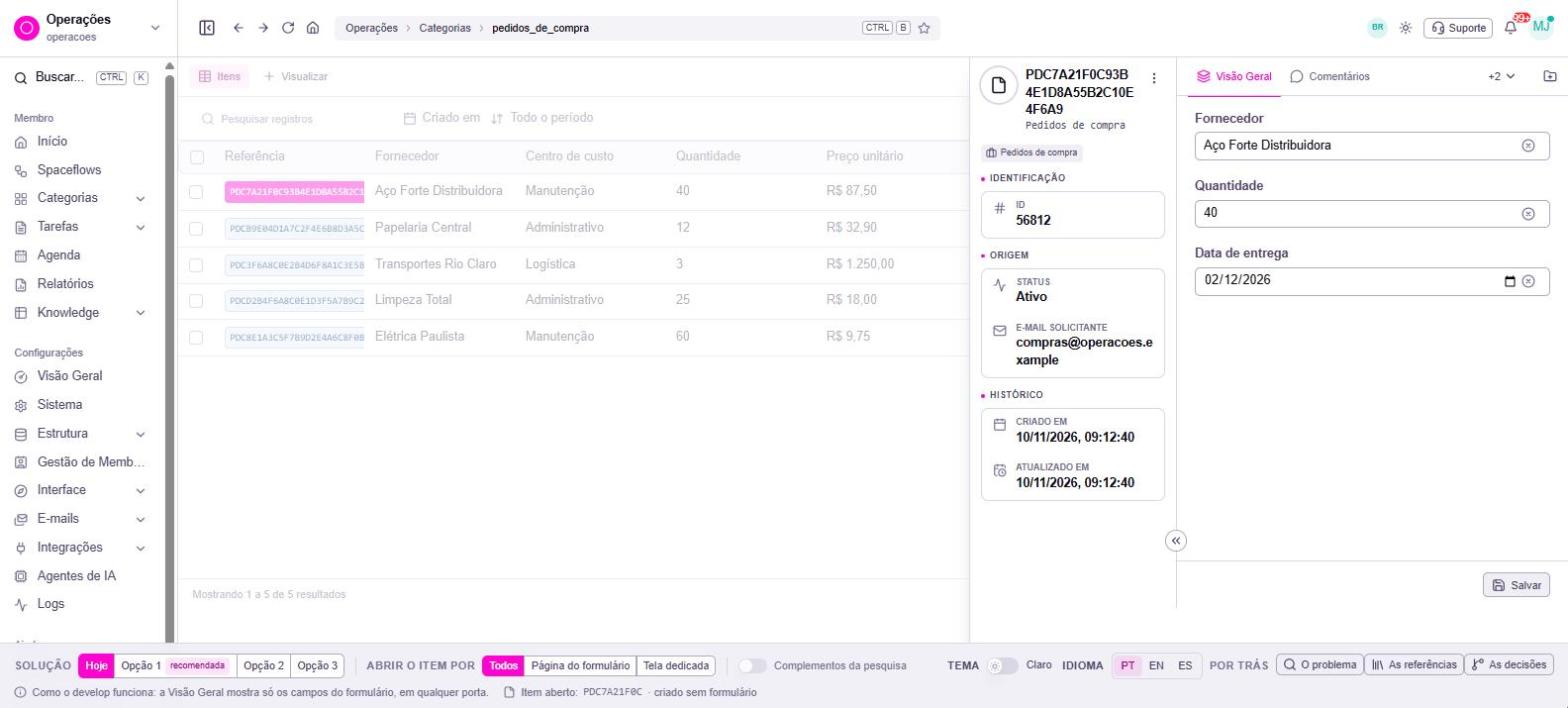 Operações
operacoes
Operações > Categorias > pedidos_de_compra
CTRL B
BR
Suporte
99+
MJ
Buscar... CTRL K
Membro
Início
Spaceflows
Categorias
Tarefas
Agenda
Relatórios
Knowledge
Configurações
Visão Geral
Sistema
Estrutura
Gestão de Memb...
Interface
E-mails
Integrações
Agentes de IA
Logs
Itens
Visualizar
Pesquisar registros
Criado em
Todo o período
Referência Fornecedor Centro de custo Quantidade Preço unitário
PDC7A21F0C93B4E1D8A55B2C1 Aço Forte Distribuidora Manutenção 40 R$ 87,50
PDCB9E04D1A7C2F4E6B8D3A5C Papelaria Central Administrativo 12 R$ 32,90
PDC3F6A8C0E2B4D6F8A1C3E5B Transportes Rio Claro Logística 3 R$ 1.250,00
PDCD2B4F6A8C0E1D3F5A7B9C2 Limpeza Total Administrativo 25 R$ 18,00
PDC8E1A3C5F7B9D2E4A6C8F0B Elétrica Paulista Manutenção 60 R$ 9,75
Mostrando 1 a 5 de 5 resultados
PDC7A21F0C93B
4E1D8A55B2C10E
4F6A9
Pedidos de compra
Pedidos de compra
IDENTIFICAÇÃO
ID
56812
ORIGEM
STATUS
Ativo
E-MAIL SOLICITANTE
compras@operacoes.e
xample
HISTÓRICO
CRIADO EM
10/11/2026, 09:12:40
ATUALIZADO EM
10/11/2026, 09:12:40
Visão Geral
Comentários
+2
Fornecedor
Aço Forte Distribuidora
Quantidade
40
Data de entrega
02/12/2026
Salvar
SOLUÇÃO Hoje Opção 1 recomendada Opção 2 Opção 3 ABRIR O ITEM POR Todos Página do formulário Tela dedicada Complementos da pesquisa TEMA Claro IDIOMA PT EN ES POR TRÁS O problema As referências As decisões
Como o develop funciona: a Visão Geral mostra só os campos do formulário, em qualquer porta. Item aberto: PDC7A21F0C · criado sem formulário